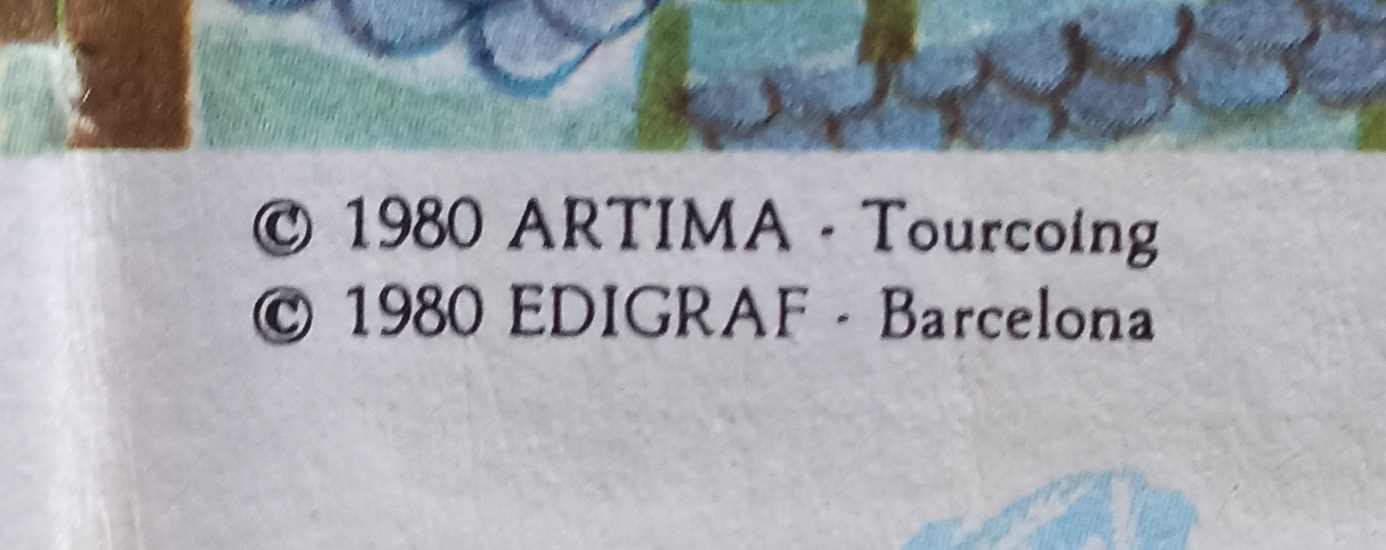 © 1980 ARTIMA · Tourcoing
© 1980 EDIGRAF · Barcelona